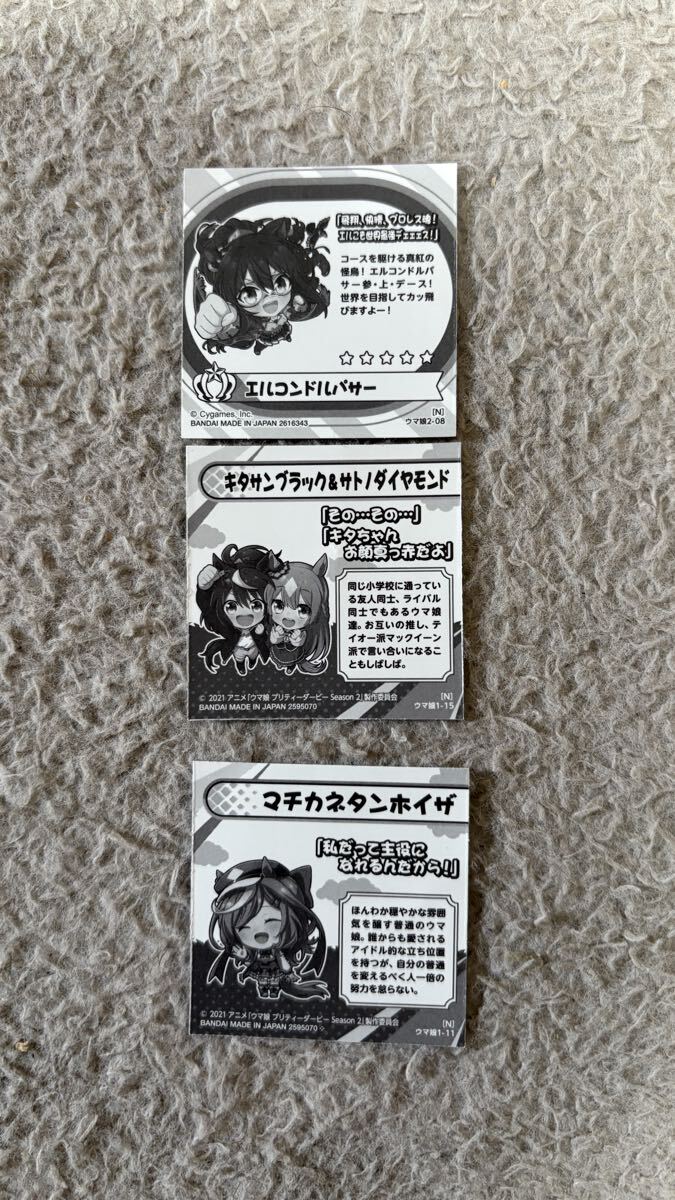 「飛翔、燃焼、プロレス魂!
エルこそ世界最強デェェェス!」
コースを駆ける真紅の
怪鳥!エルコンドルパ
サー参・上・デース!
世界を目指してカッ飛
びますよー!
☆☆☆☆☆
エルコンドルパサー
© Cygames, Inc.
BANDAI MADE IN JAPAN 2616343
[N]
ウマ娘2-08
キタサンブラック&サトノダイヤモンド
「その…その…」
「キタちゃん
お顔真っ赤だよ」
同じ小学校に通ってい
る友人同士、ライバル
同士でもあるウマ娘
達。お互いの推し、テ
イオー派マックイーン
派で言い合いになるこ
ともしばしば。
© 2021 アニメ「ウマ娘 プリティーダービー Season 2」製作委員会
BANDAI MADE IN JAPAN 2595070
[N]
ウマ娘1-15
マチカネタンホイザ
「私だって主役に
なれるんだから!」
ほんわか穏やかな雰囲
気を醸す普通のウマ
娘。誰からも愛される
アイドル的な立ち位置
を持つが、自分の普通
を変えるべく人一倍の
努力を怠らない。
© 2021 アニメ「ウマ娘 プリティーダービー Season 2」製作委員会
BANDAI MADE IN JAPAN 2595070
[N]
ウマ娘1-11